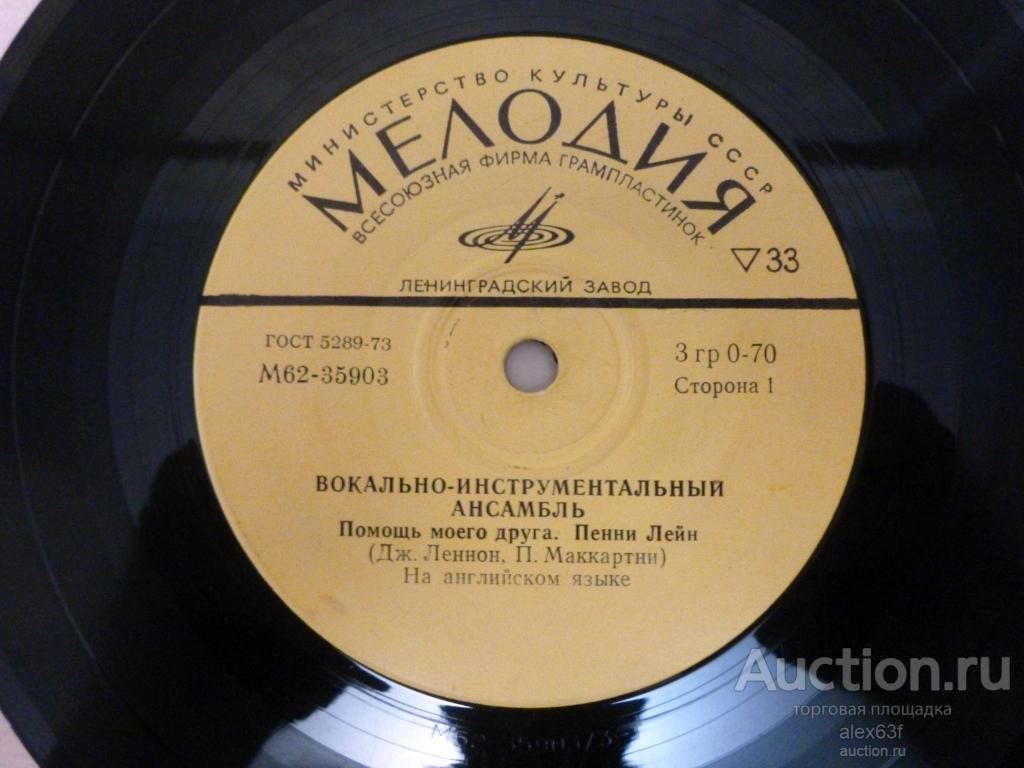 МИНИСТЕРСТВО КУЛЬТУРЫ СССР
МЕЛОДИЯ
ВСЕСОЮЗНАЯ ФИРМА ГРАМПЛАСТИНОК
▽33
ЛЕНИНГРАДСКИЙ ЗАВОД
ГОСТ 5289-73
М62-35903
3 гр 0-70
Сторона 1
ВОКАЛЬНО-ИНСТРУМЕНТАЛЬНЫЙ
АНСАМБЛЬ
Помощь моего друга. Пенни Лейн
(Дж. Леннон, П. Маккартни)
На английском языке
Auction.ru
торговая площадка
alex63f
auction.ru